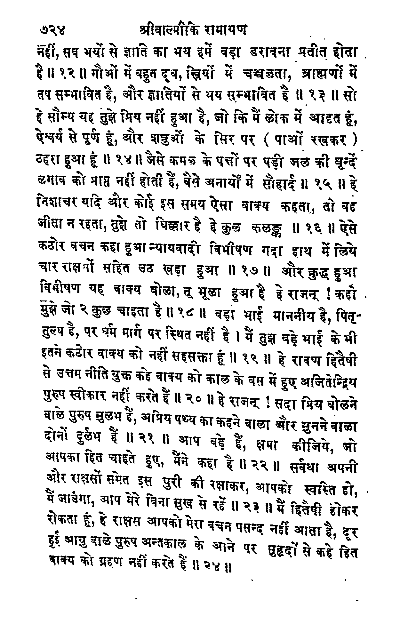 ७२४ श्रीवाल्मीकि रामायण
नहीं, सब भयों से ज्ञाति का भय हमें बड़ा डरावना प्रतीत होता
है ॥ १२ ॥ गौओं में बहुत दूध, स्त्रियों में चञ्चलता, ब्राह्मणों में
तप सम्भावित है, और ज्ञातियों से भय सम्भावित है ॥ १३ ॥ सो
हे सौम्य यह तुझे प्रिय नहीं हुआ है, जो कि मैं लोक में आदृत हूं,
ऐश्वर्य से पूर्ण हूं, और शत्रुओं के सिर पर ( पाओं रखकर )
ठहरा हुआ हूं ॥ १४ ॥ जैसे कमल के पत्तों पर पड़ी जल की बून्दें
लगाव को प्राप्त नहीं होती हैं, वैसे अनार्यों में सौहार्द ॥ १५ ॥ हे
निशाचर यदि और कोई इस समय ऐसा वाक्य कहता, तो वह
जीता न रहता, तुझे तो धिक्कार है हे कुल कलङ्क ॥ १६ ॥ ऐसे
कठोर वचन कहा हुआ न्यायवादी विभीषण गदा हाथ में लिये
चार राक्षसों सहित उठ खड़ा हुआ ॥ १७ ॥ और क्रुद्ध हुआ
विभीषण यह वाक्य बोला, तू भूला हुआ है हे राजन् ! कहो
मुझे जो २ कुछ चाहता है ॥ १८ ॥ बड़ा भाई माननीय है, पितृ-
तुल्य है, पर धर्म मार्ग पर स्थित नहीं है । मैं तुझ बड़े भाई के भी
इतने कठोर वाक्य को नहीं सहसक्ता हूं ॥ १९ ॥ हे रावण हितैषी
से उत्तम नीति युक्त कहे वाक्य को काल के बस में हुए अजितेन्द्रिय
पुरुष स्वीकार नहीं करते हैं ॥ २० ॥ हे राजन् ! सदा प्रिय बोलने
वाले पुरुष सुलभ हैं, अप्रिय पथ्य का कहने वाला और सुनने वाला
दोनों दुर्लभ हैं ॥ २१ ॥ आप बड़े हैं, क्षमा कीजिये, जो
आपका हित चाहते हुए, मैंने कहा है ॥ २२ ॥ सर्वथा अपनी
और राक्षसों समेत इस पुरी की रक्षाकर, आपको स्वस्ति हो,
मैं जाउंगा, आप मेरे विना सुख से रहें ॥ २३ ॥ मैं हितैषी होकर
रोकता हूं, हे राक्षस आपको मेरा वचन पसन्द नहीं आता है, दूर
हुई आयु वाले पुरुष अन्तकाल के आने पर सुहृदों से कहे हित
वाक्य को ग्रहण नहीं करते हैं ॥ २४ ॥